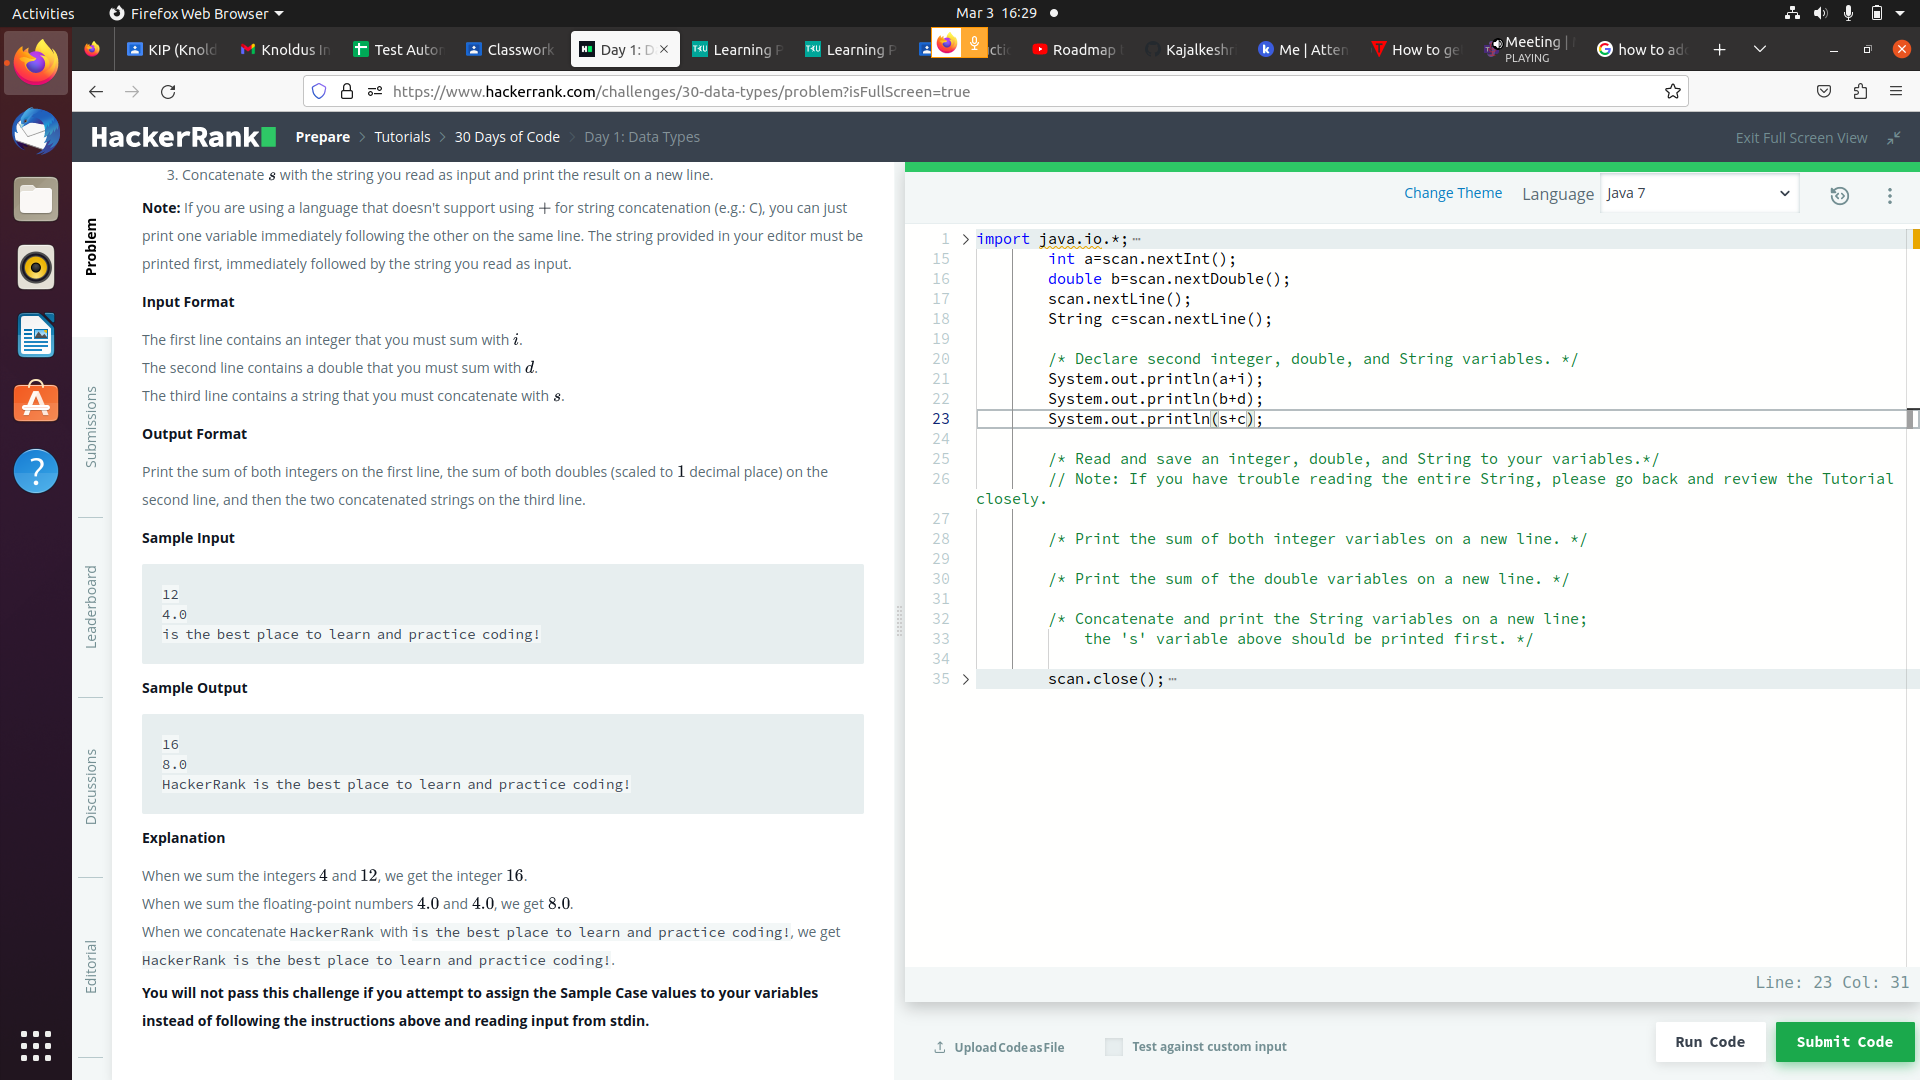 Activities
Firefox Web Browser
Mar 3 16:29
KIP (Knold
Knoldus In
Test Autor
Classwork
Day 1: D
Learning P
Learning P
Roadmap
Kajalkeshr
Me | Atten
How to ge
Meeting |
PLAYING
how to add
https://www.hackerrank.com/challenges/30-data-types/problem?isFullScreen=true
HackerRank
Prepare > Tutorials > 30 Days of Code > Day 1: Data Types
Exit Full Screen View
Problem
Submissions
Leaderboard
Discussions
Editorial
3. Concatenate s with the string you read as input and print the result on a new line.
Note: If you are using a language that doesn't support using + for string concatenation (e.g.: C), you can just
print one variable immediately following the other on the same line. The string provided in your editor must be
printed first, immediately followed by the string you read as input.
Input Format
The first line contains an integer that you must sum with i.
The second line contains a double that you must sum with d.
The third line contains a string that you must concatenate with s.
Output Format
Print the sum of both integers on the first line, the sum of both doubles (scaled to 1 decimal place) on the
second line, and then the two concatenated strings on the third line.
Sample Input
12
4.0
is the best place to learn and practice coding!
Sample Output
16
8.0
HackerRank is the best place to learn and practice coding!
Explanation
When we sum the integers 4 and 12, we get the integer 16.
When we sum the floating-point numbers 4.0 and 4.0, we get 8.0.
When we concatenate HackerRank with is the best place to learn and practice coding!, we get
HackerRank is the best place to learn and practice coding!.
You will not pass this challenge if you attempt to assign the Sample Case values to your variables
instead of following the instructions above and reading input from stdin.
Change Theme
Language
Java 7
1 import java.io.*;
15 int a=scan.nextInt();
16 double b=scan.nextDouble();
17 scan.nextLine();
18 String c=scan.nextLine();
19
20 /* Declare second integer, double, and String variables. */
21 System.out.println(a+i);
22 System.out.println(b+d);
23 System.out.println(s+c);
24
25 /* Read and save an integer, double, and String to your variables.*/
26 // Note: If you have trouble reading the entire String, please go back and review the Tutorial
closely.
27
28 /* Print the sum of both integer variables on a new line. */
29
30 /* Print the sum of the double variables on a new line. */
31
32 /* Concatenate and print the String variables on a new line;
33 the 's' variable above should be printed first. */
34
35 scan.close();
Line: 23 Col: 31
Upload Code as File
Test against custom input
Run Code
Submit Code